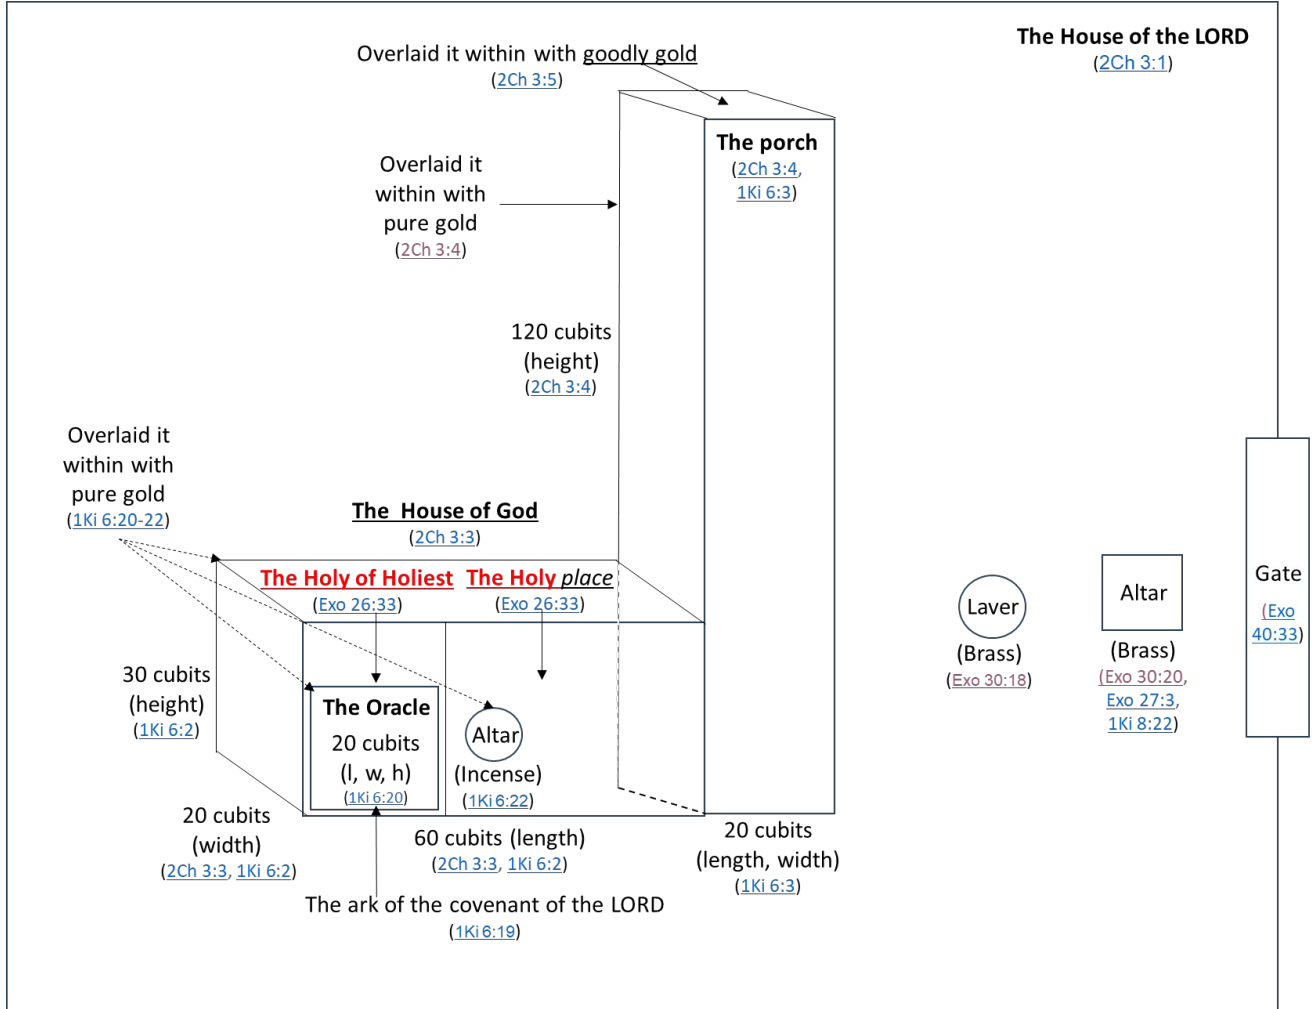 The House of the LORD
(2Ch 3:1)
Overlaid it within with goodly gold
(2Ch 3:5)
The porch
(2Ch 3:4,
1Ki 6:3)
Overlaid it
within with
pure gold
(2Ch 3:4)
120 cubits
(height)
(2Ch 3:4)
Overlaid it
within with
pure gold
(1Ki 6:20-22)
The House of God
(2Ch 3:3)
The Holy of Holiest
(Exo 26:33)
The Holy place
(Exo 26:33)
30 cubits
(height)
(1Ki 6:2)
The Oracle
20 cubits
(l, w, h)
(1Ki 6:20)
Altar
(Incense)
(1Ki 6:22)
20 cubits
(width)
(2Ch 3:3, 1Ki 6:2)
60 cubits (length)
(2Ch 3:3, 1Ki 6:2)
20 cubits
(length, width)
(1Ki 6:3)
The ark of the covenant of the LORD
(1Ki 6:19)
Laver
(Brass)
(Exo 30:18)
Altar
(Brass)
(Exo 30:20,
Exo 27:3,
1Ki 8:22)
Gate
(Exo
40:33)